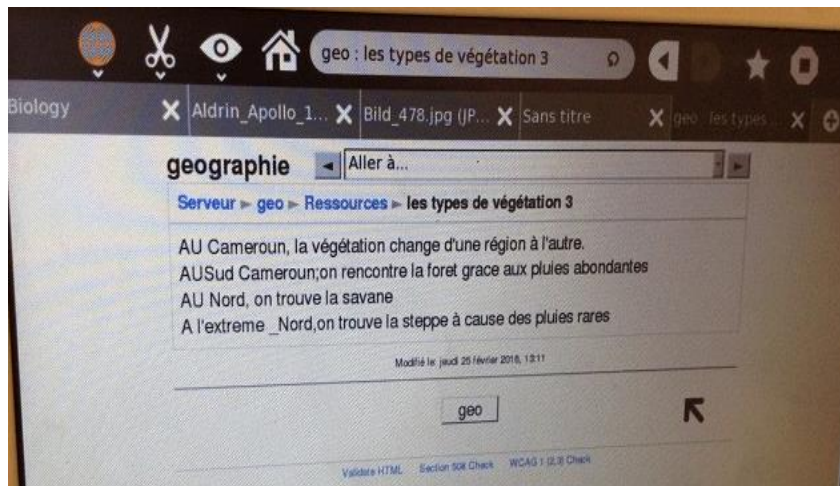 geo : les types de végétation 3
Biology
Aldrin_Apollo_1...
Bild_478.jpg (JP...
Sans titre
geo : les types ...
geographie
Aller à...
Serveur ► geo ► Ressources ► les types de végétation 3
AU Cameroun, la végétation change d'une région à l'autre.
AUSud Cameroun;on rencontre la foret grace aux pluies abondantes
AU Nord, on trouve la savane
A l'extreme _Nord,on trouve la steppe à cause des pluies rares
Modifié le: jeudi 25 février 2016, 13:11
geo
Validate HTML Section 508 Check WCAG 1 (2,3) Check